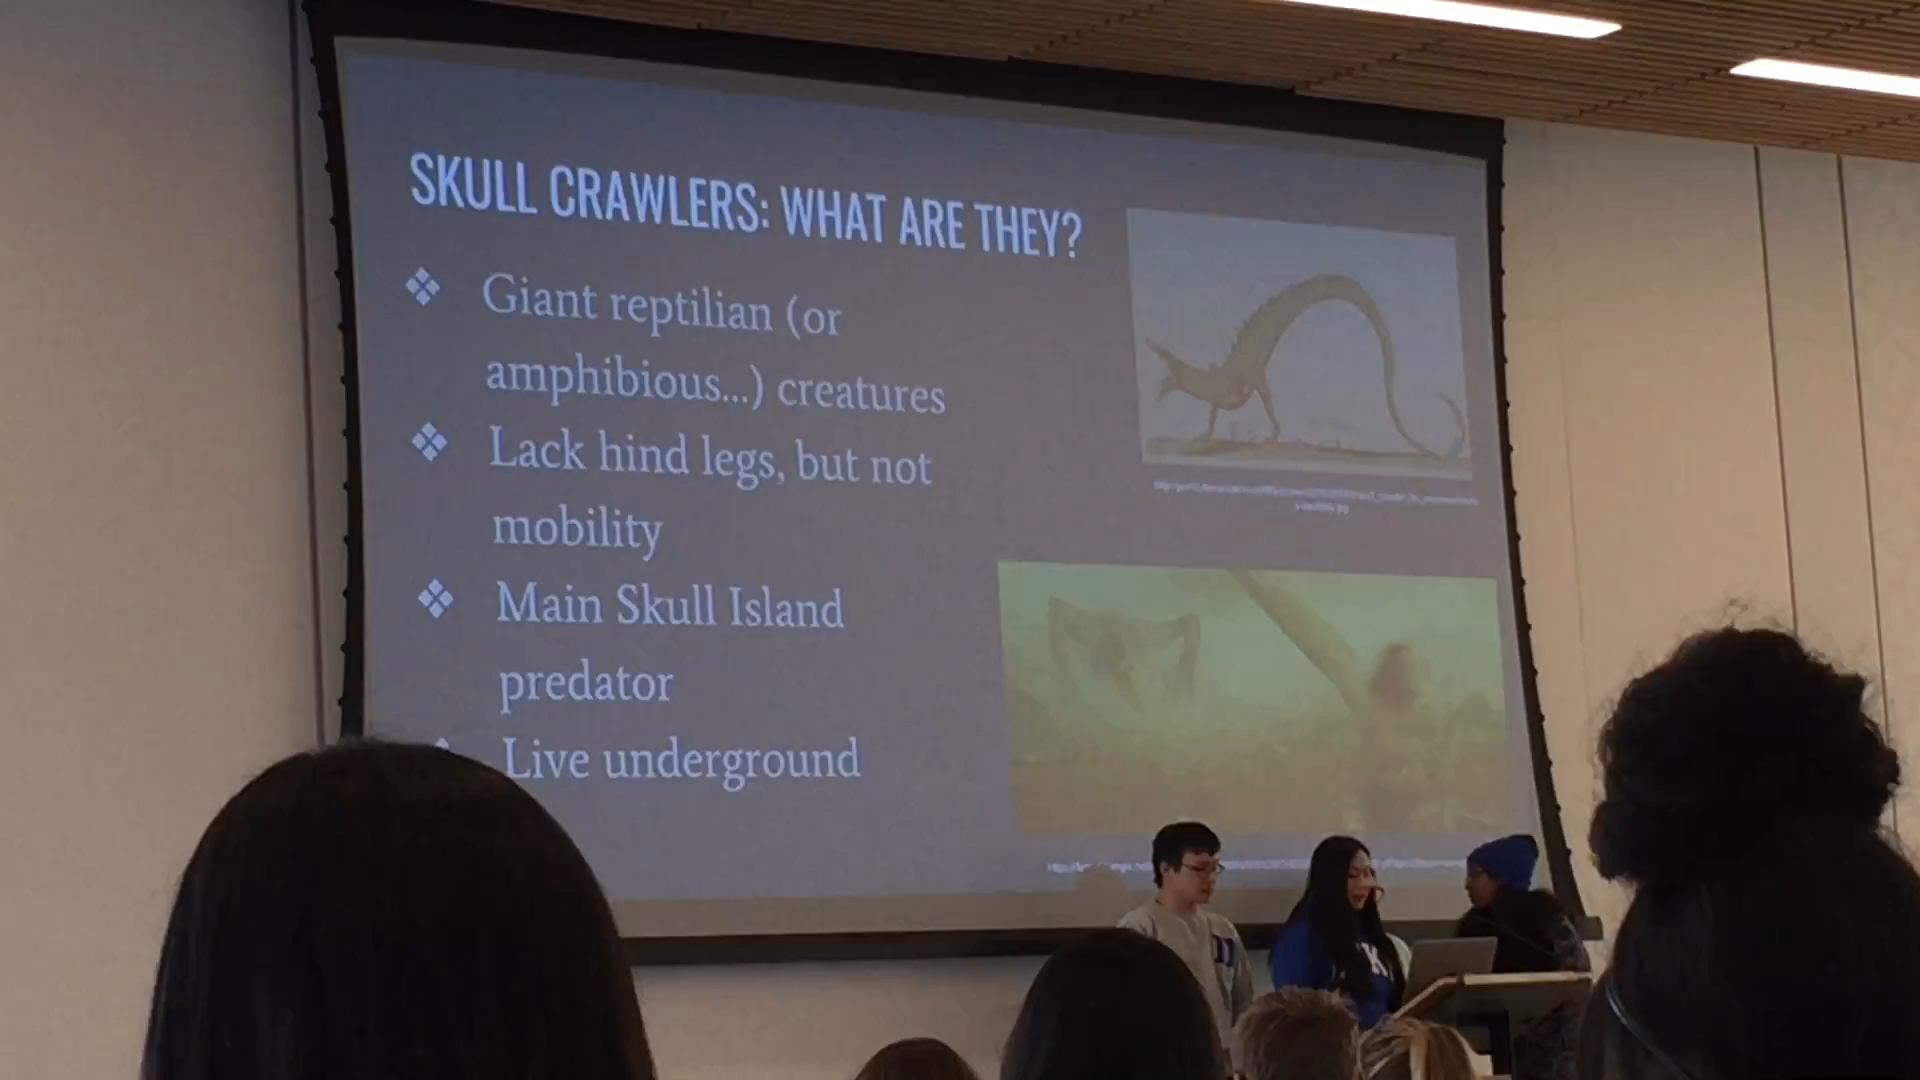 SKULL CRAWLERS: WHAT ARE THEY?
❖ Giant reptilian (or
amphibious...) creatures
❖ Lack hind legs, but not
mobility
❖ Main Skull Island
predator
Live underground